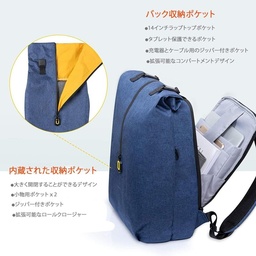 バック収納ポケット
●14インチラップトップポケット
●タブレット保護できるポケット
●充電器とケーブル用のジッパー付きポケット
●拡張可能なコンパートメントデザイン
内蔵された収納ポケット
●大きく開閉することができるデザイン
●小物用ポケット x 2
●ジッパー付きポケット
●拡張可能なロールクロージャー